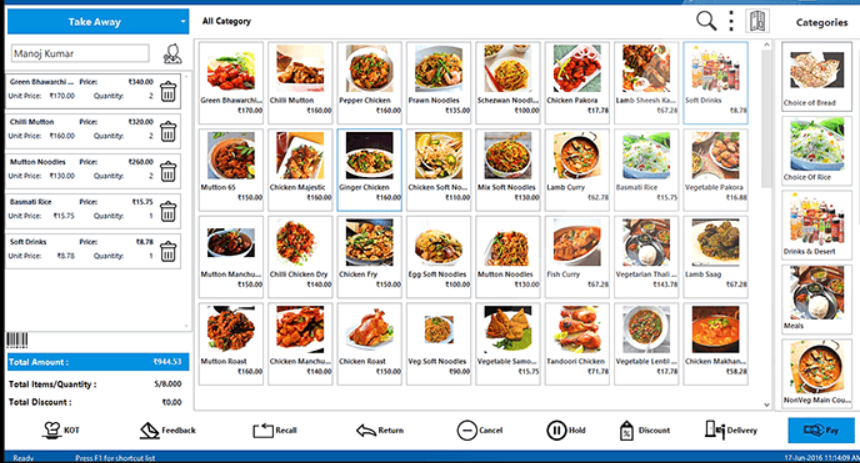 Take Away
Manoj Kumar
Green Bhawarchi ... Price: ₹340.00
Unit Price: ₹170.00 Quantity: 2
Chilli Mutton Price: ₹320.00
Unit Price: ₹160.00 Quantity: 2
Mutton Noodles Price: ₹260.00
Unit Price: ₹130.00 Quantity: 2
Basmati Rice Price: ₹15.75
Unit Price: ₹15.75 Quantity: 1
Soft Drinks Price: ₹8.78
Unit Price: ₹8.78 Quantity: 1
Total Amount : ₹944.53
Total Items/Quantity : 5/8.000
Total Discount : ₹0.00
All Category
Green Bhawarchi... Chilli Mutton Pepper Chicken Prawn Noodles Schezwan Noodl... Chicken Pakora Lamb Sheesh Ka... Soft Drinks
₹170.00 ₹160.00 ₹160.00 ₹135.00 ₹100.00 ₹17.78 ₹67.28 ₹8.78
Mutton 65 Chicken Majestic Ginger Chicken Chicken Soft No... Mix Soft Noodles Lamb Curry Basmati Rice Vegetable Pakora
₹150.00 ₹160.00 ₹160.00 ₹110.00 ₹130.00 ₹62.78 ₹15.75 ₹16.88
Mutton Manchu... Chilli Chicken Dry Chicken Fry Egg Soft Noodles Mutton Noodles Fish Curry Vegetarian Thali ... Lamb Saag
₹150.00 ₹140.00 ₹150.00 ₹100.00 ₹130.00 ₹67.28 ₹143.78 ₹67.28
Mutton Roast Chicken Manchu... Chicken Roast Veg Soft Noodles Vegetable Samo... Tandoori Chicken Vegetable Lentil ... Chicken Makhan...
₹160.00 ₹140.00 ₹150.00 ₹90.00 ₹15.75 ₹71.78 ₹17.78 ₹58.28
Categories
Choice of Bread
Choice Of Rice
Drinks & Desert
Meals
NonVeg Main Cou...
KOT Feedback Recall Return Cancel Hold Discount Delivery Pay
Ready Press F1 for shortcut list 17-Jun-2016 11:14:09 AM